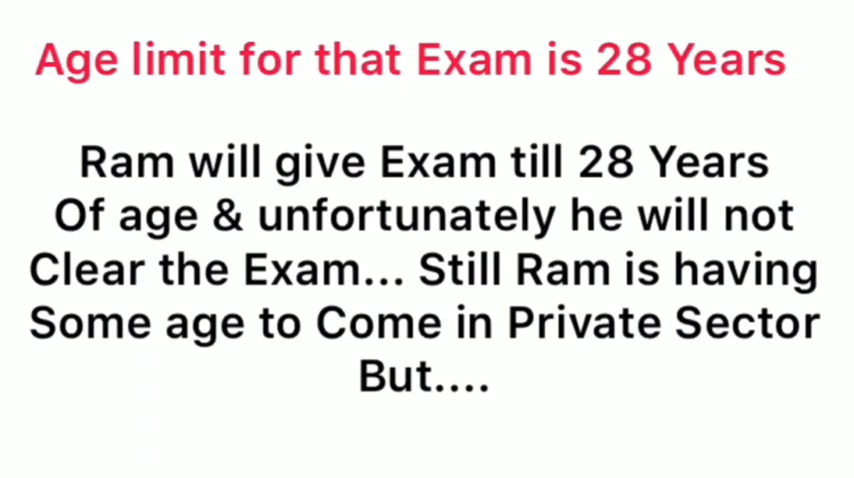 Age limit for that Exam is 28 Years
Ram will give Exam till 28 Years
Of age & unfortunately he will not
Clear the Exam... Still Ram is having
Some age to Come in Private Sector
But....